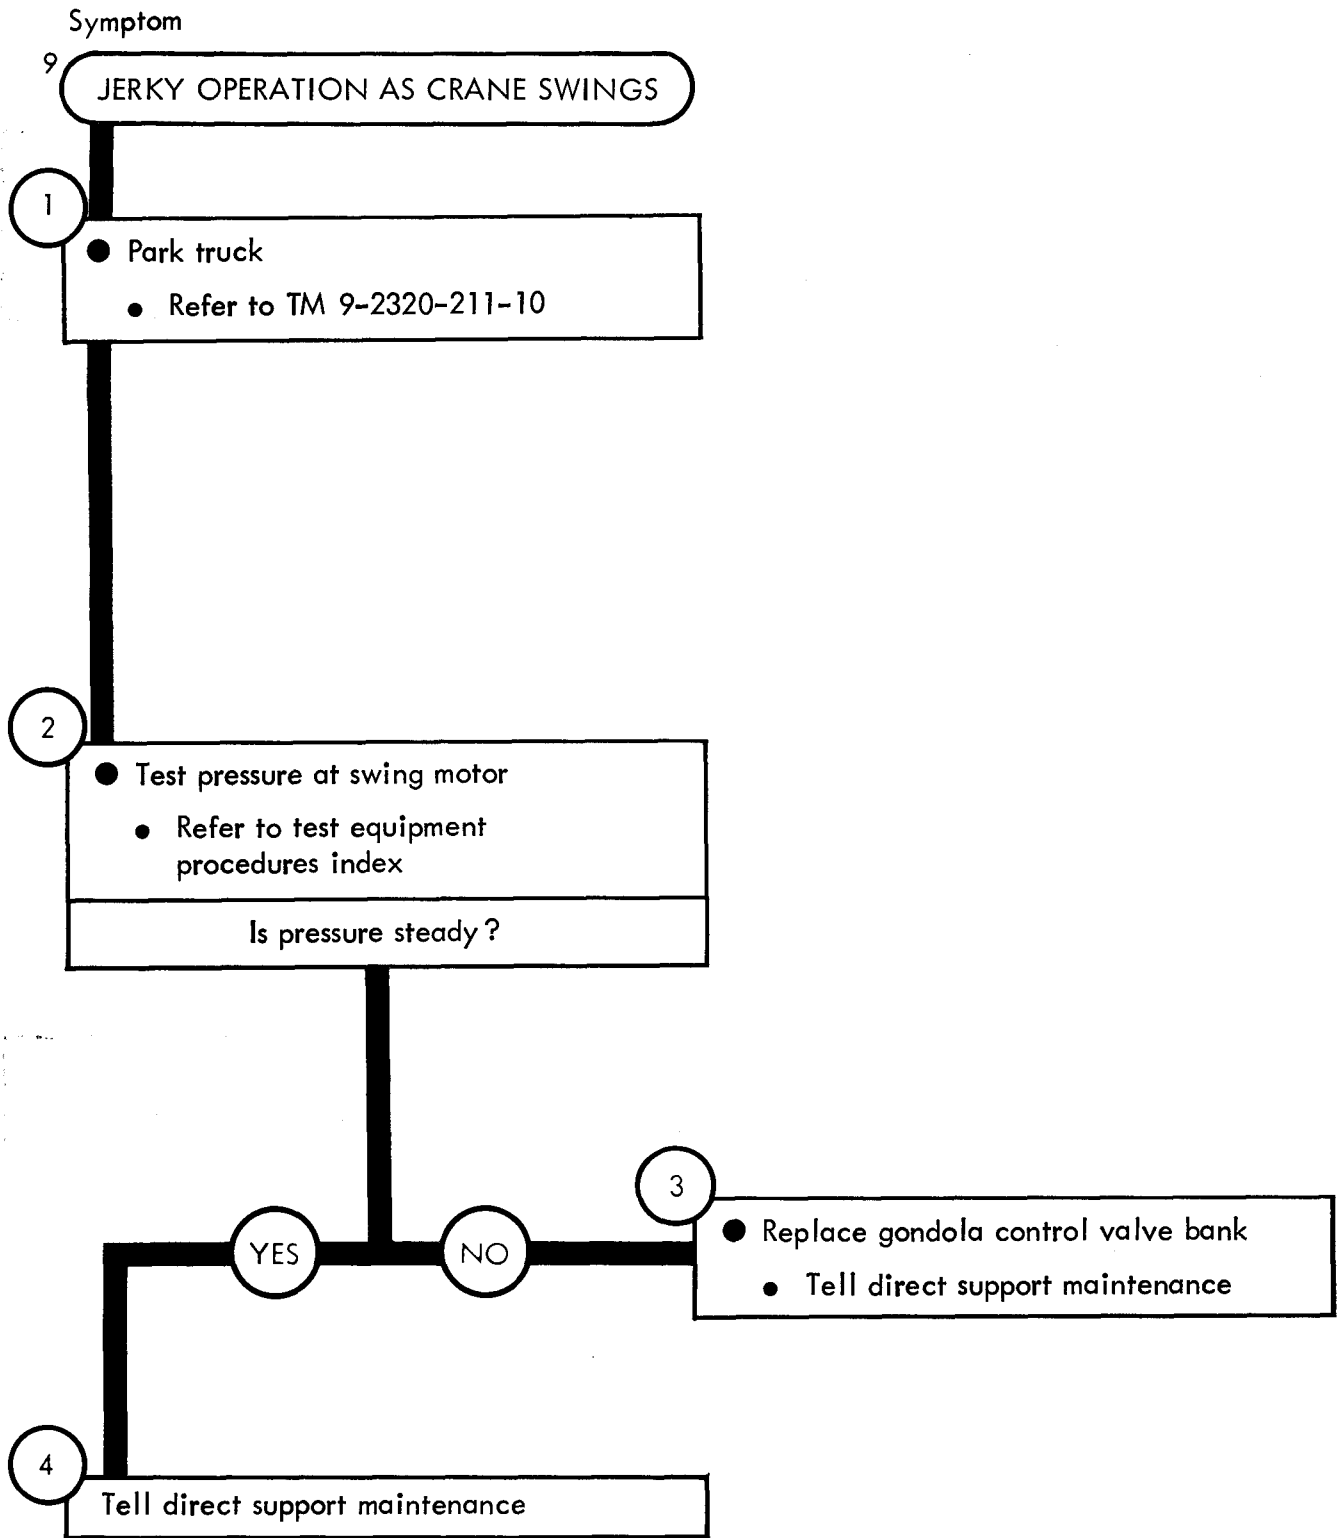 Symptom
9
JERKY OPERATION AS CRANE SWINGS
1
● Park truck
● Refer to TM 9-2320-211-10
2
● Test pressure at swing motor
● Refer to test equipment
procedures index
Is pressure steady?
YES
NO
3
● Replace gondola control valve bank
● Tell direct support maintenance
4
Tell direct support maintenance